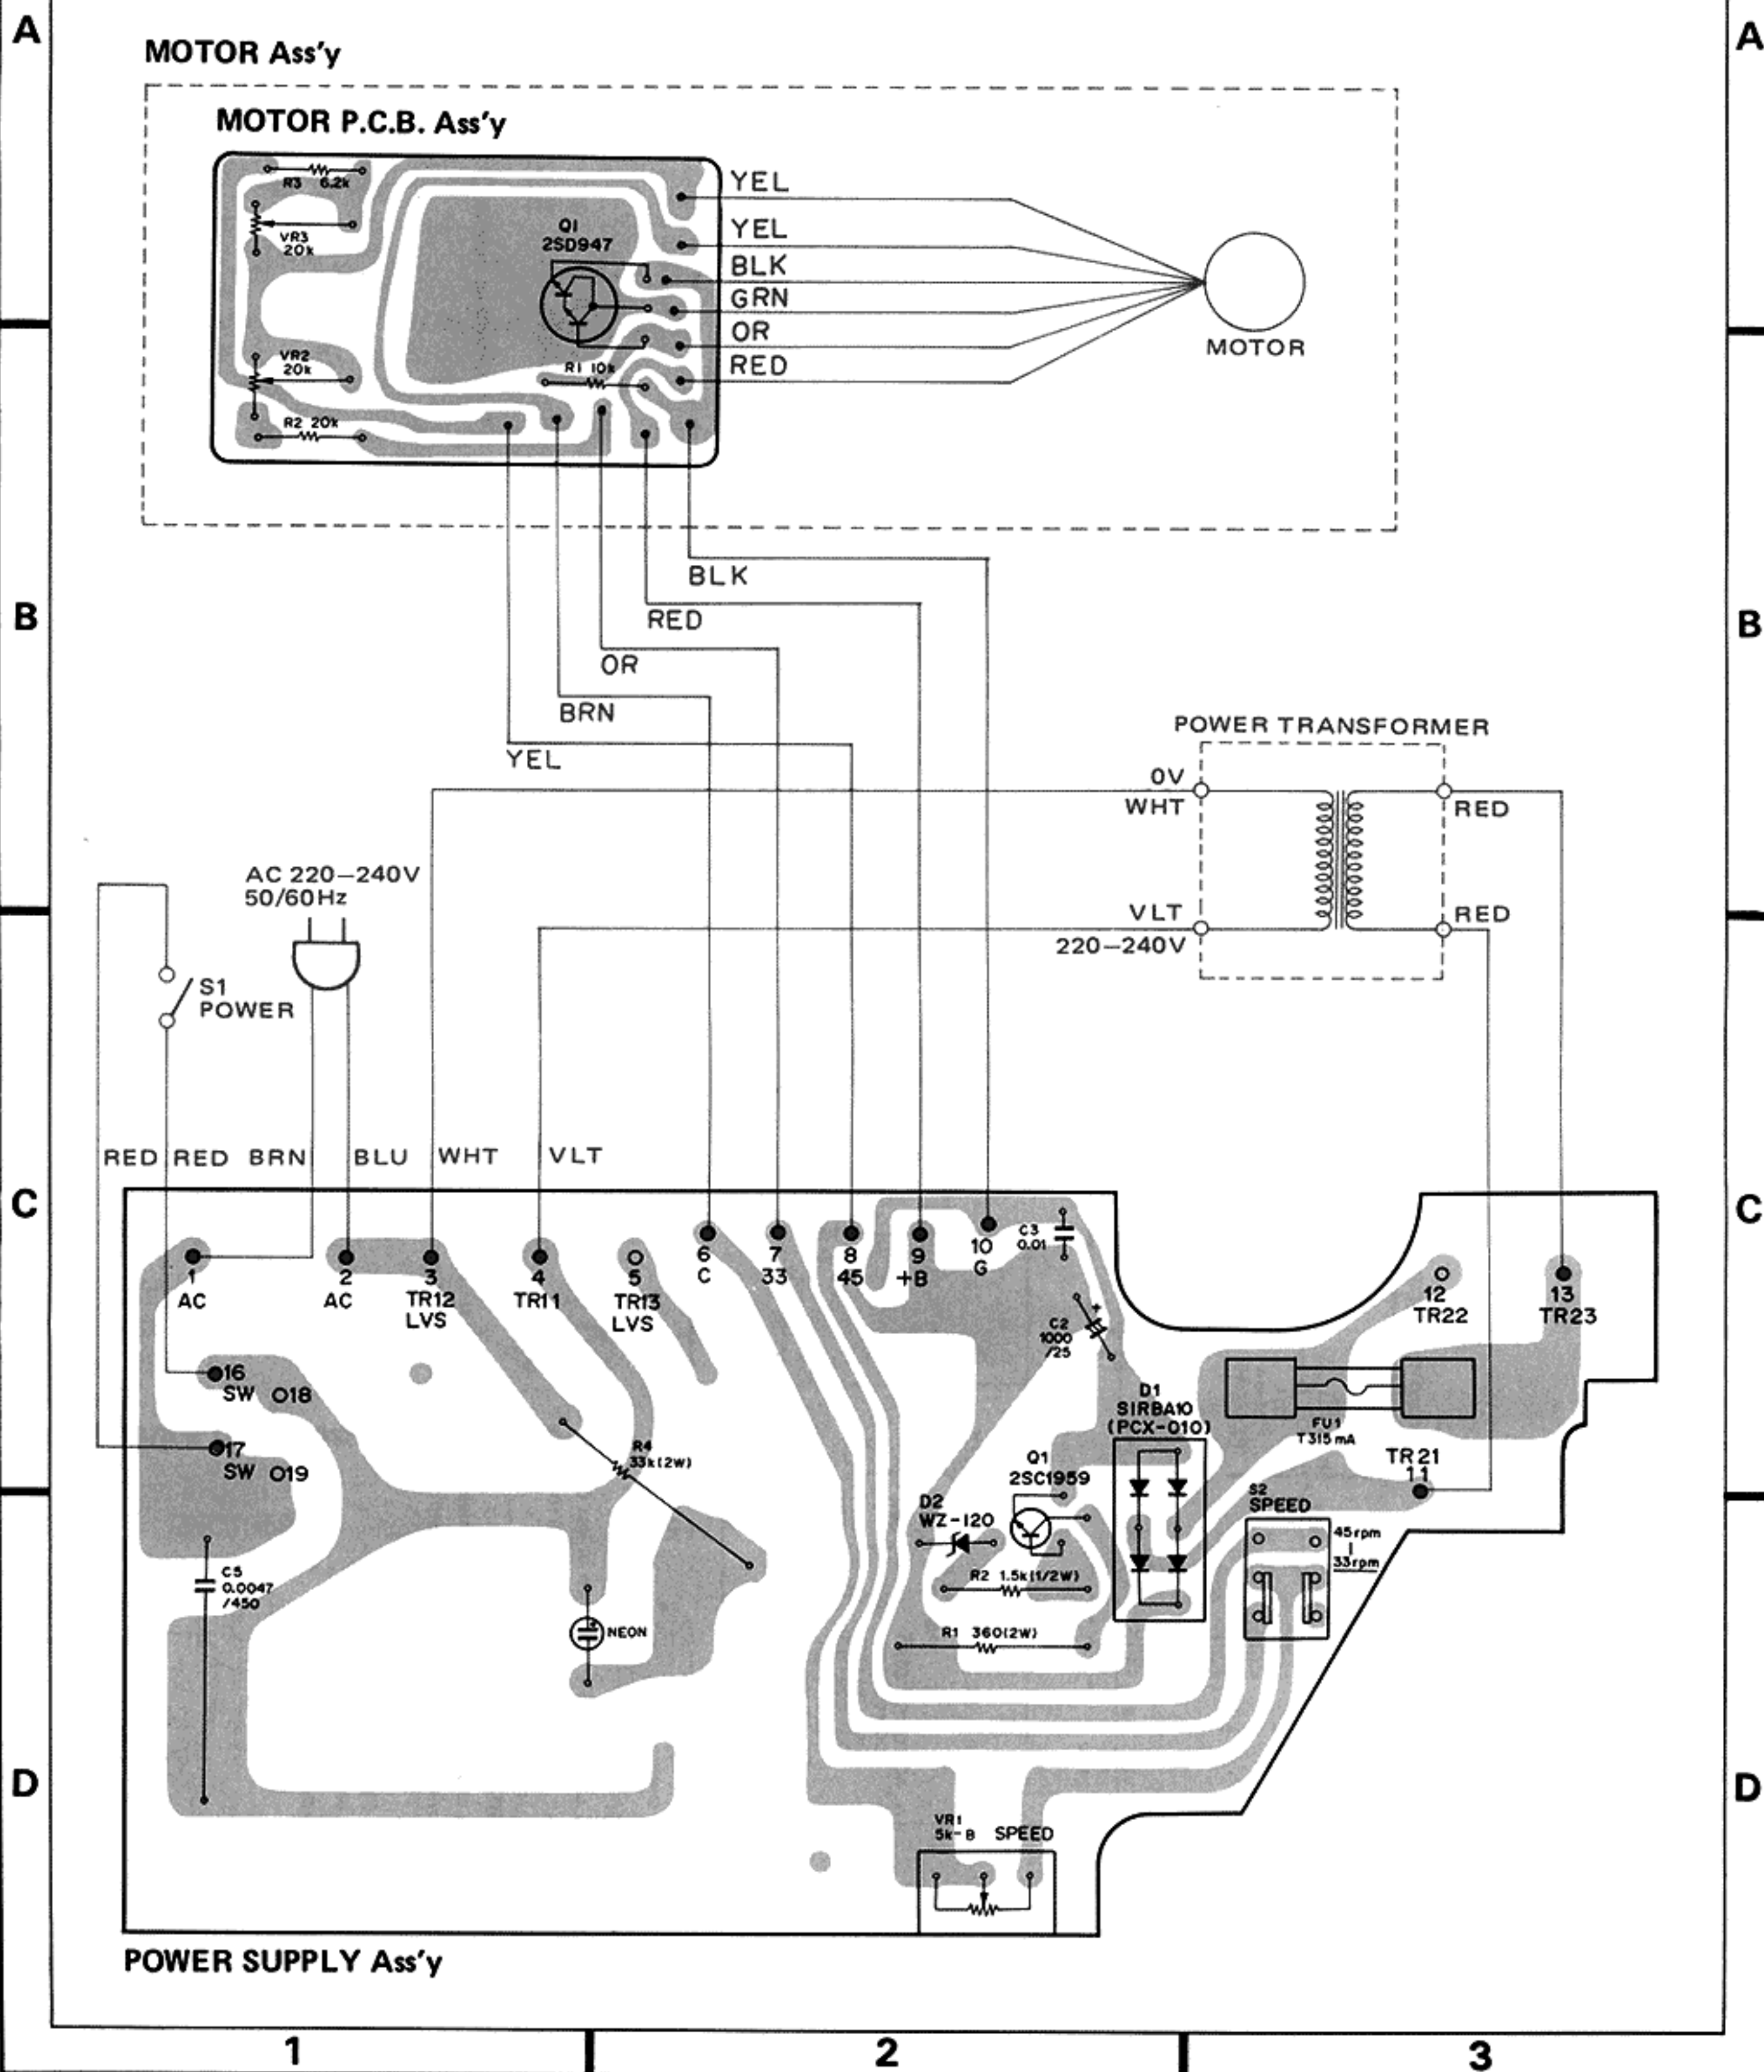 A
A
MOTOR Ass'y
MOTOR P.C.B. Ass'y
R3 6.2k
VR3
20k
Q1
2SD947
VR2
20k
R1 10k
R2 20k
YEL
YEL
BLK
GRN
OR
RED
MOTOR
B
B
BLK
RED
OR
BRN
YEL
POWER TRANSFORMER
0V
WHT
RED
VLT
220–240V
RED
AC 220–240V
50/60Hz
S1
POWER
RED
RED
BRN
BLU
WHT
VLT
C
C
1
AC
2
AC
3
TR12
LVS
4
TR11
5
TR13
LVS
6
C
7
33
8
45
9
+B
10
G
C3
0.01
12
TR22
13
TR23
C2
1000
/25
+
16
SW
18
17
SW
19
R4
33k(2W)
D1
SIRBA10
(PCX-010)
FU1
T315mA
TR21
11
Q1
2SC1959
D2
WZ-120
S2
SPEED
45rpm
33rpm
R2 1.5k(1/2W)
R1 360(2W)
C5
0.0047
/450
NEON
D
D
VR1
5k-B SPEED
POWER SUPPLY Ass'y
1
2
3